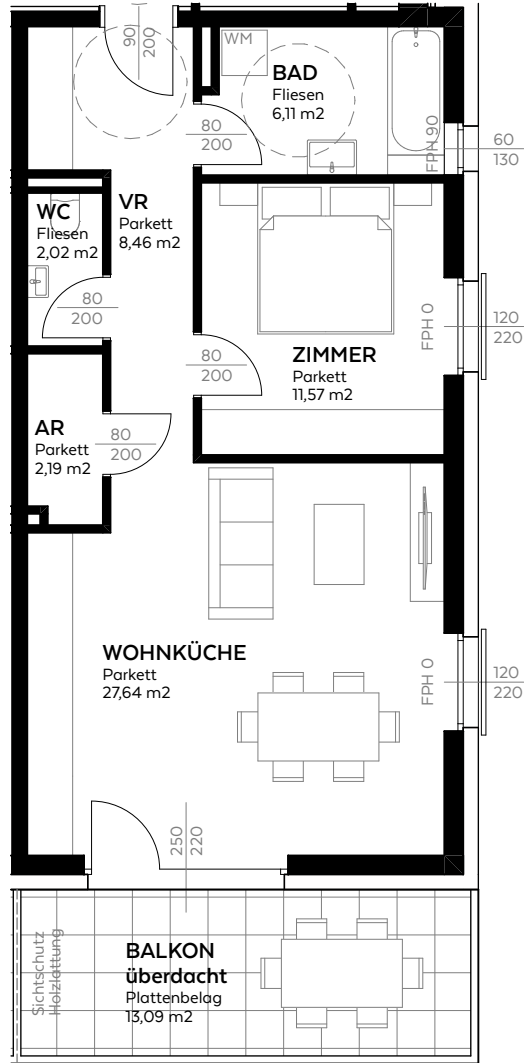 90
200
WM
BAD
Fliesen
6,11 m2
80
200
FPH 90
60
130
WC
Fliesen
2,02 m2
VR
Parkett
8,46 m2
80
200
80
200
FPH 0
120
220
ZIMMER
Parkett
11,57 m2
AR
Parkett
2,19 m2
80
200
WOHNKÜCHE
Parkett
27,64 m2
FPH 0
120
220
250
220
Sichtschutz
Holzlattung
BALKON
überdacht
Plattenbelag
13,09 m2